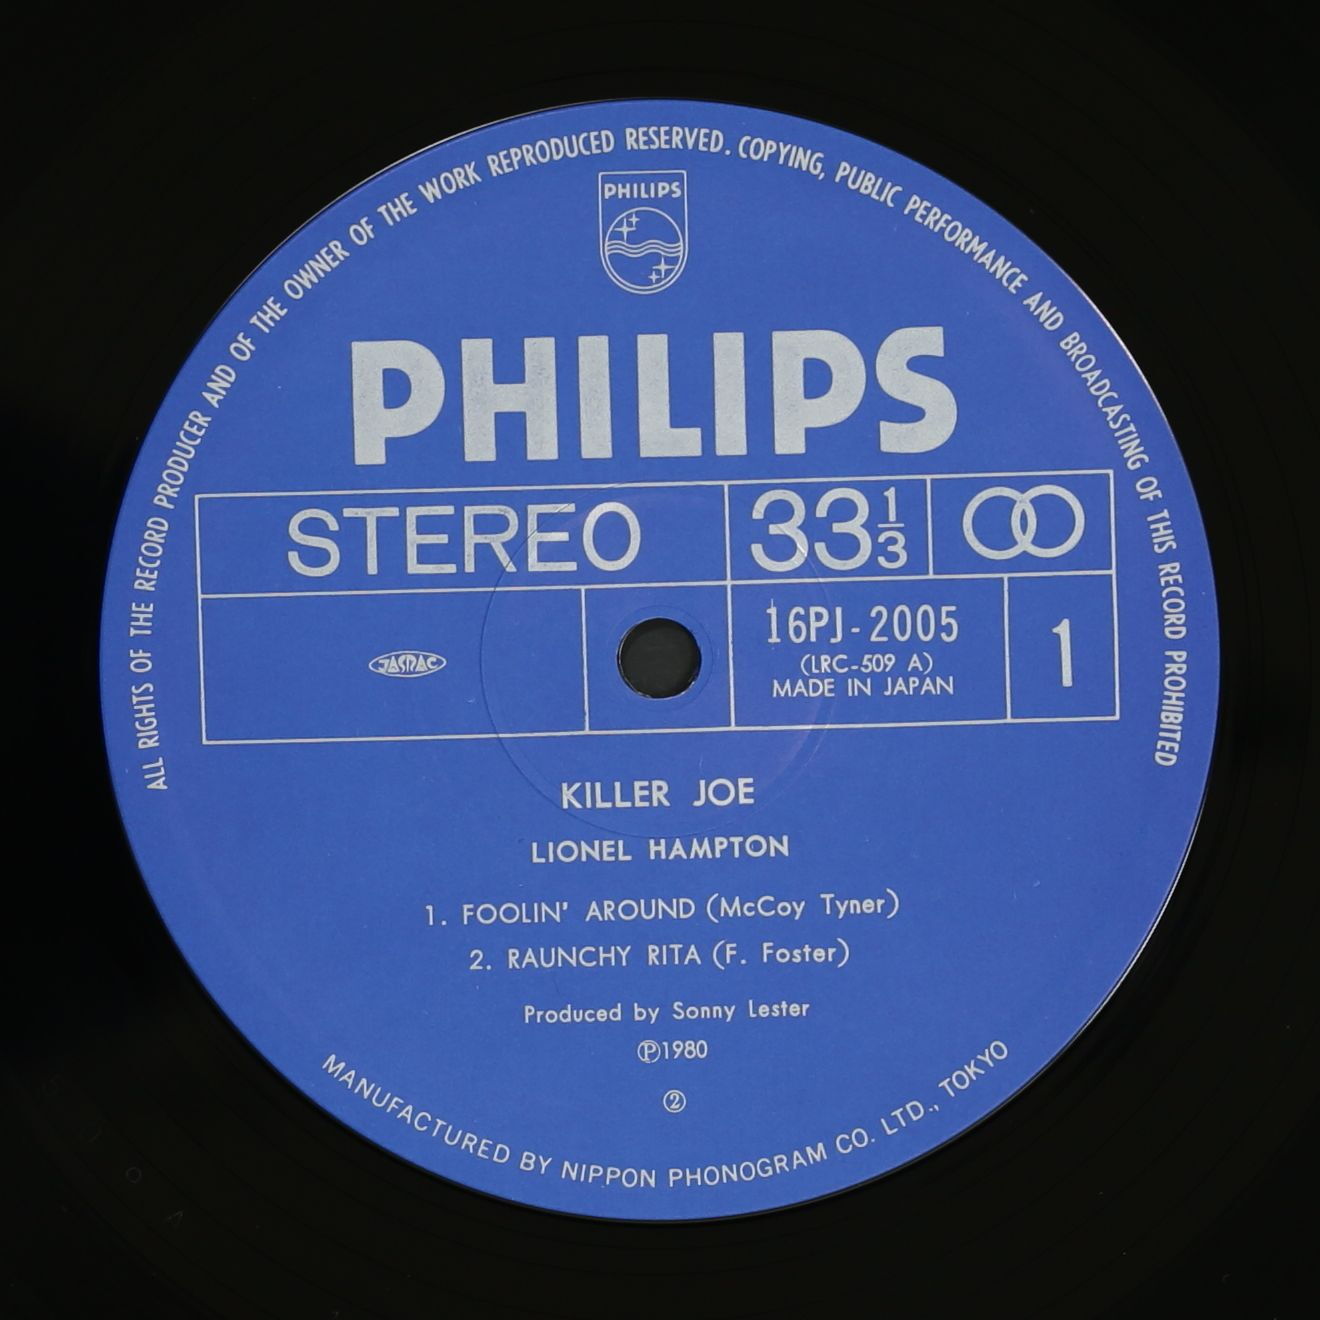 ALL RIGHTS OF THE RECORD PRODUCER AND OF THE OWNER OF THE WORK REPRODUCED RESERVED. COPYING, PUBLIC PERFORMANCE AND BROADCASTING OF THIS RECORD PROHIBITED
PHILIPS
PHILIPS
STEREO
33 1/3
JASRAC
16PJ-2005
(LRC-509 A)
MADE IN JAPAN
1
KILLER JOE
LIONEL HAMPTON
1. FOOLIN' AROUND (McCoy Tyner)
2. RAUNCHY RITA (F. Foster)
Produced by Sonny Lester
Ⓟ1980
②
MANUFACTURED BY NIPPON PHONOGRAM CO. LTD., TOKYO